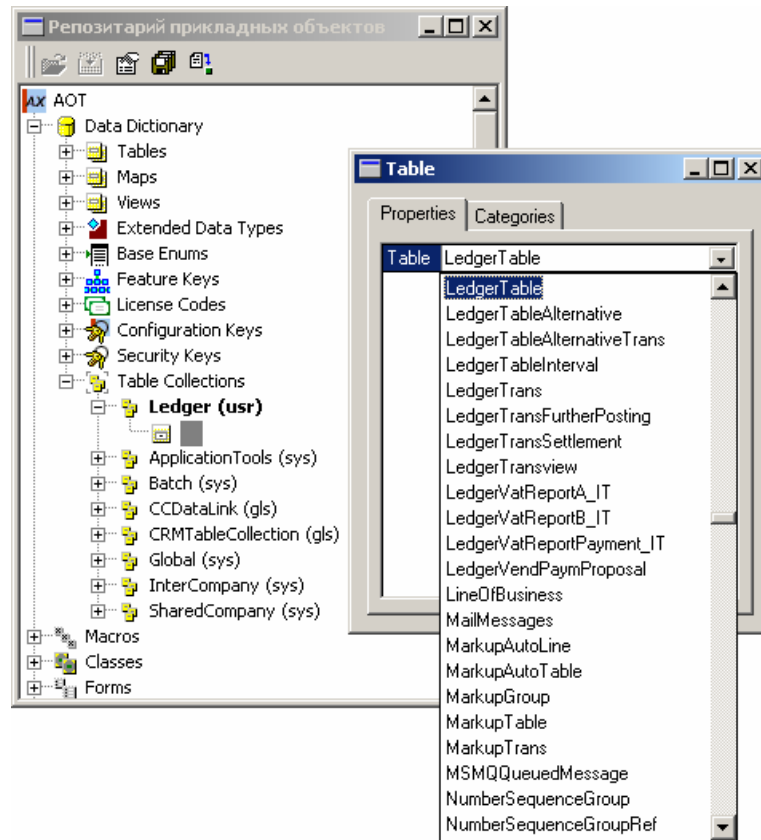 Репозитарий прикладных объектов
AX AOT
Data Dictionary
Tables
Maps
Views
Extended Data Types
Base Enums
Feature Keys
License Codes
Configuration Keys
Security Keys
Table Collections
Ledger (usr)
ApplicationTools (sys)
Batch (sys)
CCDataLink (gls)
CRMTableCollection (gls)
Global (sys)
InterCompany (sys)
SharedCompany (sys)
Macros
Classes
Forms
Table
Properties Categories
Table LedgerTable
LedgerTable
LedgerTableAlternative
LedgerTableAlternativeTrans
LedgerTableInterval
LedgerTrans
LedgerTransFurtherPosting
LedgerTransSettlement
LedgerTransview
LedgerVatReportA_IT
LedgerVatReportB_IT
LedgerVatReportPayment_IT
LedgerVendPaymProposal
LineOfBusiness
MailMessages
MarkupAutoLine
MarkupAutoTable
MarkupGroup
MarkupTable
MarkupTrans
MSMQQueuedMessage
NumberSequenceGroup
NumberSequenceGroupRef